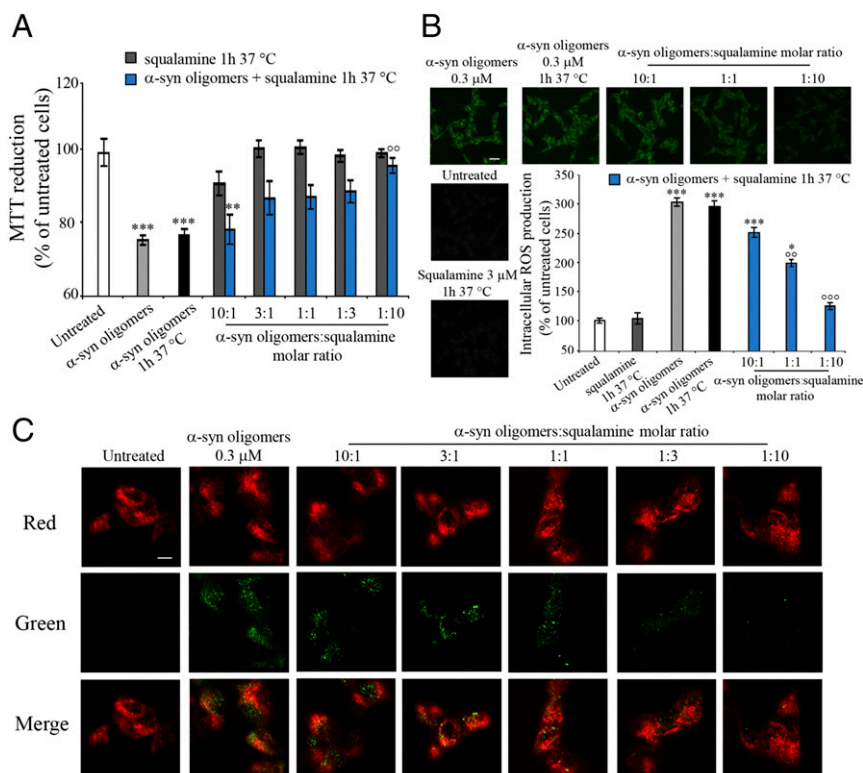 A
squalamine 1h 37 °C
α-syn oligomers + squalamine 1h 37 °C
MTT reduction
(% of untreated cells)
120
100
80
60
***
***
**
°°
Untreated
α-syn oligomers
α-syn oligomers
1h 37 °C
10:1
3:1
1:1
1:3
1:10
α-syn oligomers:squalamine
molar ratio
B
α-syn oligomers
0.3 μM
α-syn oligomers
0.3 μM
1h 37 °C
α-syn oligomers:squalamine molar ratio
10:1
1:1
1:10
Untreated
Squalamine 3 μM
1h 37 °C
α-syn oligomers + squalamine 1h 37 °C
Intracellular ROS production
(% of untreated cells)
350
300
250
200
150
100
50
***
***
***
*
°°
°°°
Untreated
squalamine
1h 37 °C
α-syn oligomers
α-syn oligomers
1h 37 °C
10:1
1:1
1:10
α-syn oligomers:squalamine
molar ratio
C
α-syn oligomers:squalamine molar ratio
Untreated
α-syn oligomers
0.3 μM
10:1
3:1
1:1
1:3
1:10
Red
Green
Merge